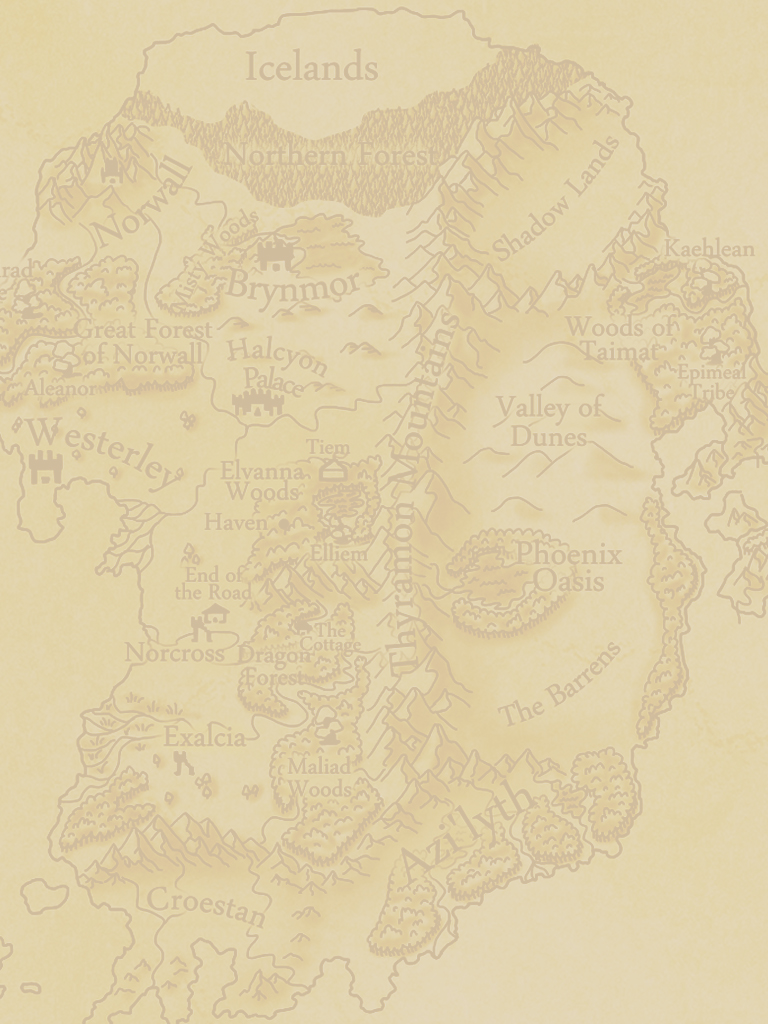 Icelands
Northern Forest
Norwall
Shadow Lands
Misty Woods
Kaehlean
Brynmor
Great Forest
of Norwall
Woods of
Taimat
Halcyon
Palace
Epimeal
Tribe
Aleanor
Valley of
Dunes
Westerley
Thyramon Mountains
Tiem
Elvanna
Woods
Haven
Elliem
Phoenix
Oasis
End of
the Road
The
Cottage
Norcross
Dragon
Forest
The Barrens
Exalcia
Maliad
Woods
Azi'lyth
Croestan